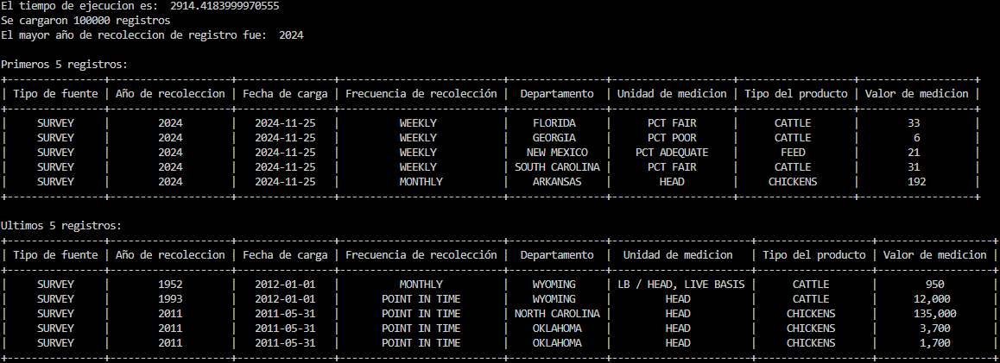 El tiempo de ejecucion es:  2914.4183999970555
Se cargaron 100000 registros
El mayor año de recoleccion de registro fue:  2024
Primeros 5 registros:
| Tipo de fuente | Año de recoleccion | Fecha de carga | Frecuencia de recolección | Departamento | Unidad de medicion | Tipo del producto | Valor de medicion |
| SURVEY | 2024 | 2024-11-25 | WEEKLY | FLORIDA | PCT FAIR | CATTLE | 33 |
| SURVEY | 2024 | 2024-11-25 | WEEKLY | GEORGIA | PCT POOR | CATTLE | 6 |
| SURVEY | 2024 | 2024-11-25 | WEEKLY | NEW MEXICO | PCT ADEQUATE | FEED | 21 |
| SURVEY | 2024 | 2024-11-25 | WEEKLY | SOUTH CAROLINA | PCT FAIR | CATTLE | 31 |
| SURVEY | 2024 | 2024-11-25 | MONTHLY | ARKANSAS | HEAD | CHICKENS | 192 |
Ultimos 5 registros:
| Tipo de fuente | Año de recoleccion | Fecha de carga | Frecuencia de recolección | Departamento | Unidad de medicion | Tipo del producto | Valor de medicion |
| SURVEY | 1952 | 2012-01-01 | MONTHLY | WYOMING | LB / HEAD, LIVE BASIS | CATTLE | 950 |
| SURVEY | 1993 | 2012-01-01 | POINT IN TIME | WYOMING | HEAD | CATTLE | 12,000 |
| SURVEY | 2011 | 2011-05-31 | POINT IN TIME | NORTH CAROLINA | HEAD | CHICKENS | 135,000 |
| SURVEY | 2011 | 2011-05-31 | POINT IN TIME | OKLAHOMA | HEAD | CHICKENS | 3,700 |
| SURVEY | 2011 | 2011-05-31 | POINT IN TIME | OKLAHOMA | HEAD | CHICKENS | 1,700 |